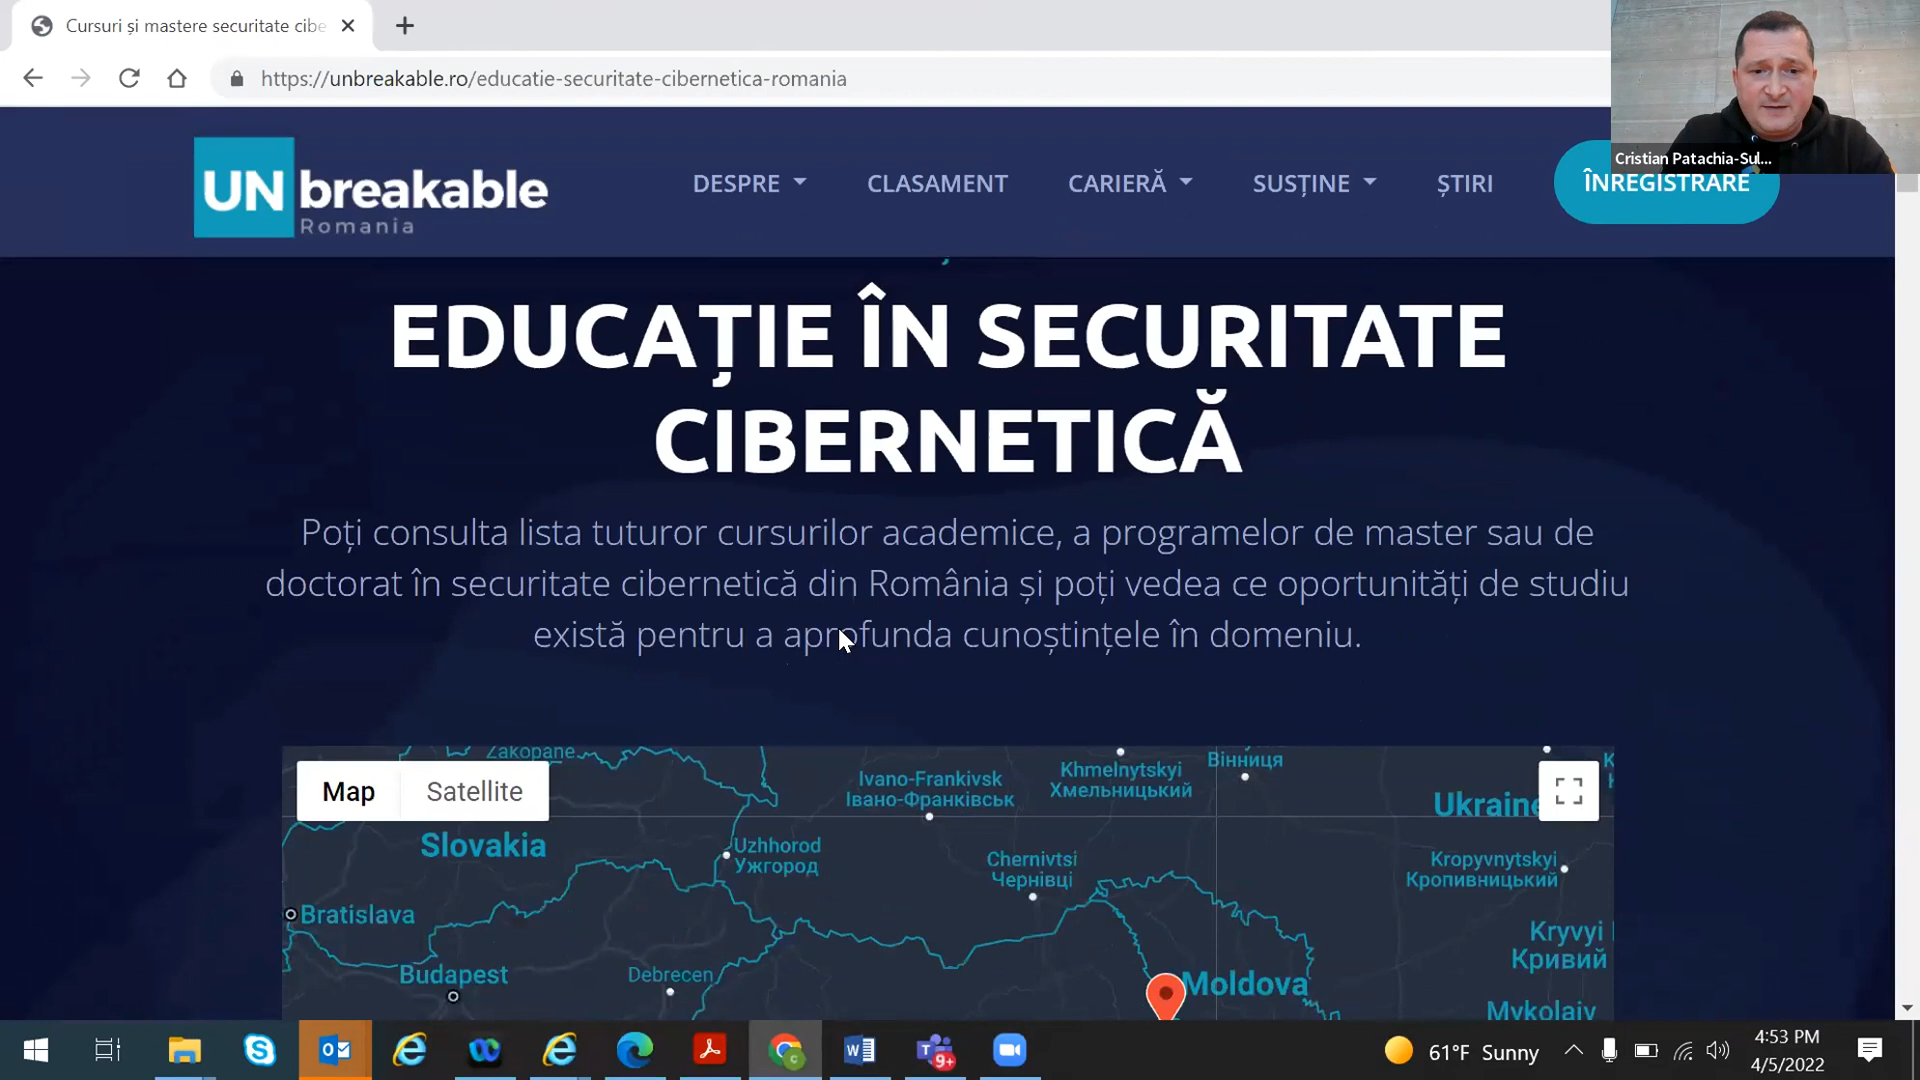 Cursuri și mastere securitate cibe
https://unbreakable.ro/educatie-securitate-cibernetica-romania
Cristian Patachia-Sul...
UNbreakable
Romania
DESPRE
CLASAMENT
CARIERĂ
SUSȚINE
ȘTIRI
ÎNREGISTRARE
EDUCAȚIE ÎN SECURITATE
CIBERNETICĂ
Poți consulta lista tuturor cursurilor academice, a programelor de master sau de
doctorat în securitate cibernetică din România și poți vedea ce oportunități de studiu
există pentru a aprofunda cunoștințele în domeniu.
Map
Satellite
Zakopane
Ivano-Frankivsk
Івано-Франківськ
Khmelnytskyi
Хмельницький
Вінниця
Ukraine
Slovakia
Uzhhorod
Ужгород
Chernivtsi
Чернівці
Kropyvnytskyi
Кропивницький
Bratislava
Kryvyi
Кривий
Budapest
Debrecen
Moldova
Mykolaiv
9+
61°F Sunny
4:53 PM
4/5/2022